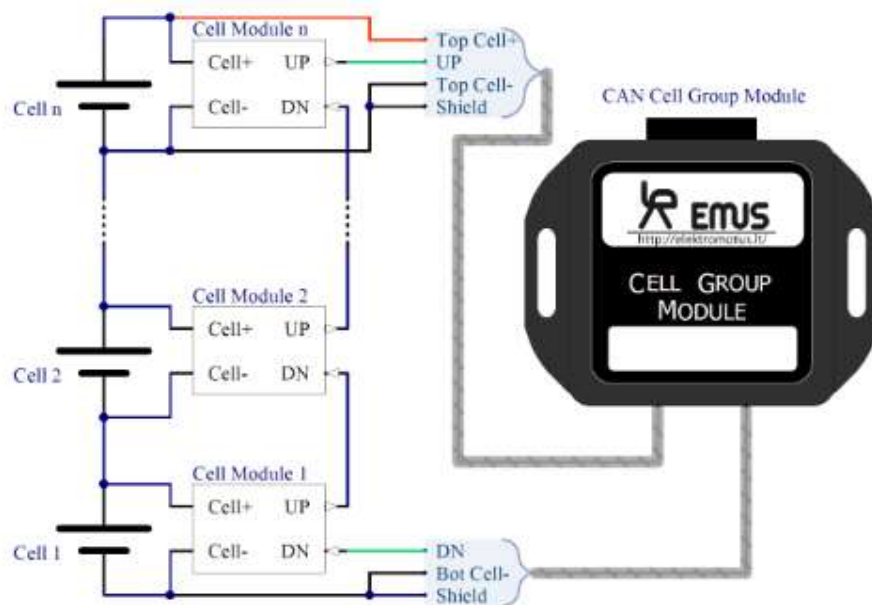 Cell Module n
Cell+ UP
Cell- DN
Cell n
Top Cell+
UP
Top Cell-
Shield
CAN Cell Group Module
EMUS
http://elektromotus.lt/
CELL GROUP
MODULE
Cell Module 2
Cell+ UP
Cell- DN
Cell 2
Cell Module 1
Cell+ UP
Cell- DN
Cell 1
DN
Bot Cell-
Shield